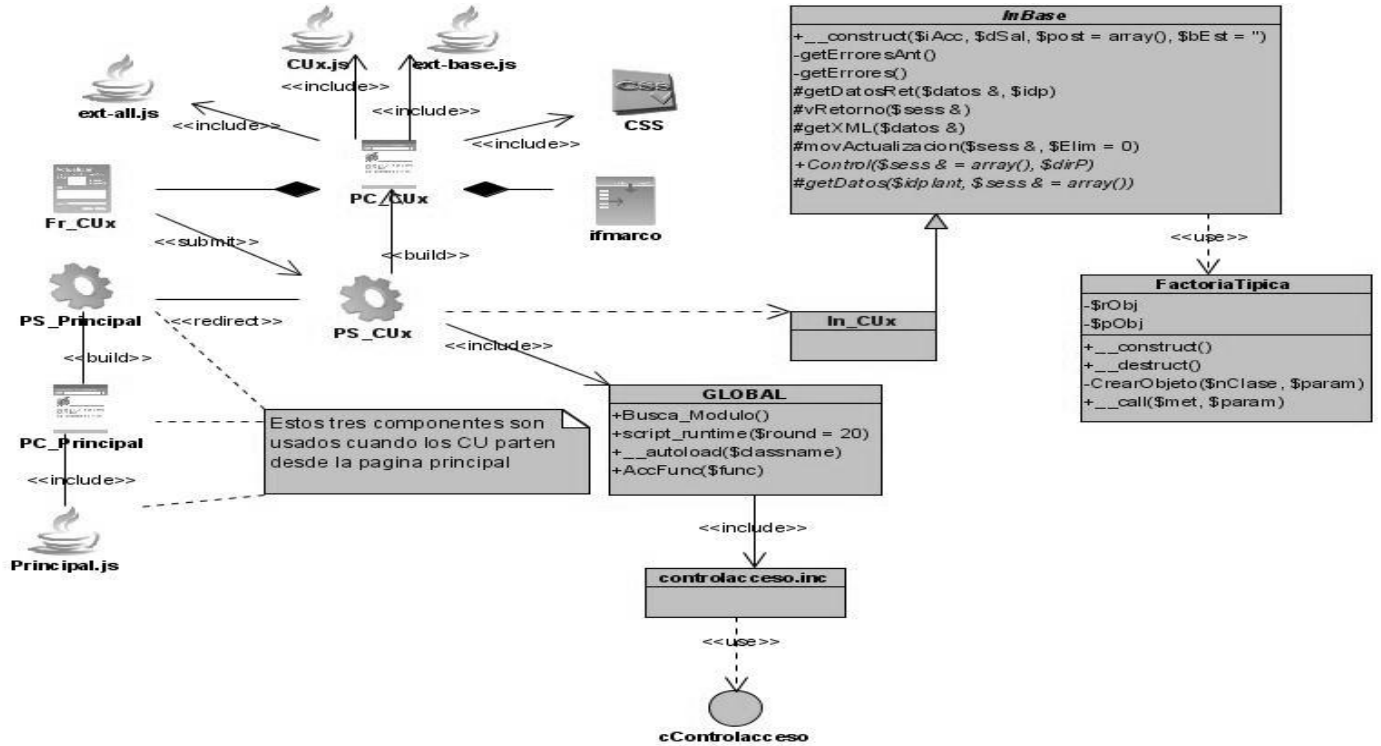 CUx.js
ext-base.js
<<include>>
<<include>>
ext-all.js
<<include>>
CSS
CSS
<<include>>
PC_CUx
Fr_CUx
ifmarco
<<submit>>
<<build>>
PS_Principal
<<redirect>>
PS_CUx
<<include>>
<<build>>
PC_Principal
<<include>>
Principal.js
Estos tres componentes son
usados cuando los CU parten
desde la pagina principal
InBase
+__construct($iAcc, $dSal, $post = array(), $bEst = '')
-getErroresAnt()
-getErrores()
#getDatosRet($datos &, $idp)
#vRetorno($sess &)
#getXML($datos &)
#movActualizacion($sess &, $Elim = 0)
+Control($sess & = array(), $dirP)
#getDatos($idplant, $sess & = array())
<<use>>
FactoriaTipica
-$rObj
-$pObj
+__construct()
+__destruct()
-CrearObjeto($nClase, $param)
+__call($met, $param)
In_CUx
GLOBAL
+Busca_Modulo()
+script_runtime($round = 20)
+__autoload($classname)
+AccFunc($func)
<<include>>
controlacceso.inc
<<use>>
cControlacceso